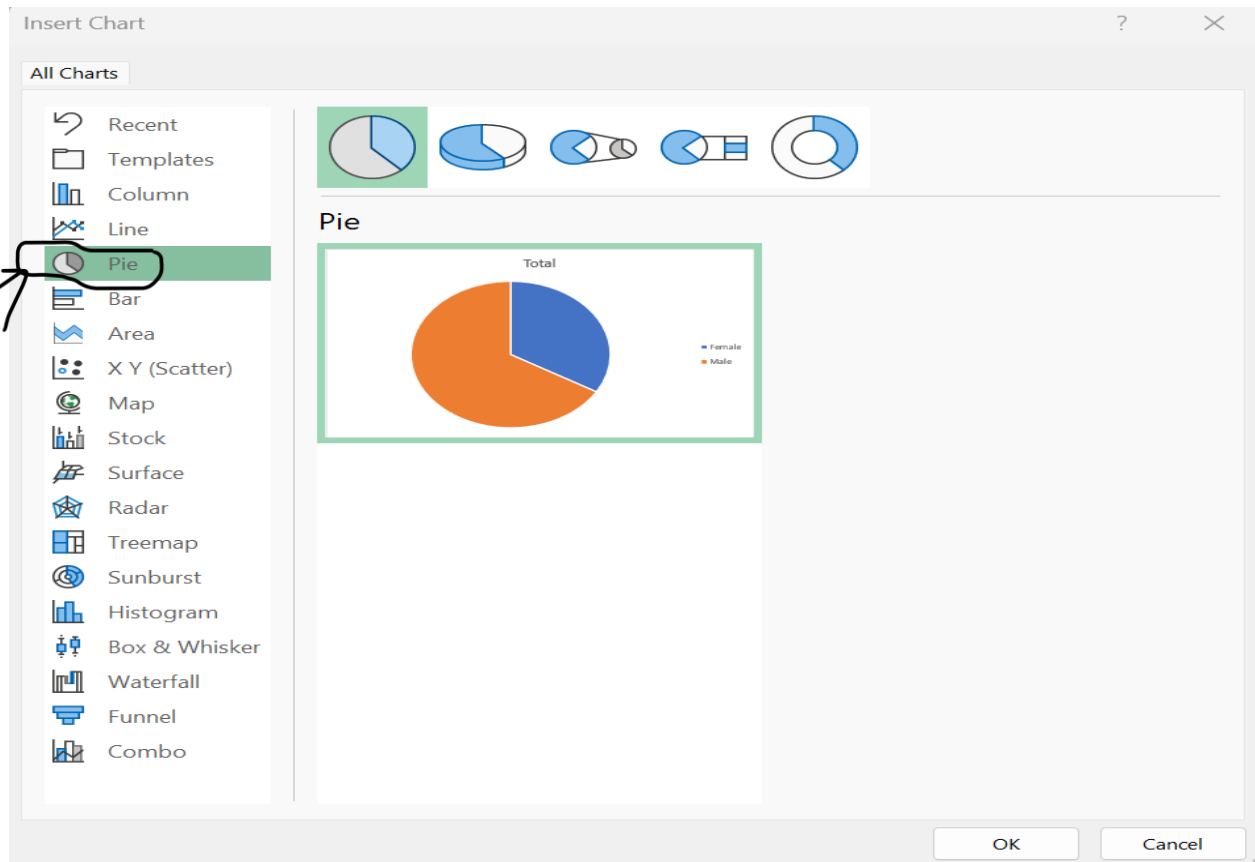 Insert Chart
?
All Charts
Recent
Templates
Column
Line
Pie
Bar
Area
X Y (Scatter)
Map
Stock
Surface
Radar
Treemap
Sunburst
Histogram
Box & Whisker
Waterfall
Funnel
Combo
Pie
Total
Female
Male
OK
Cancel